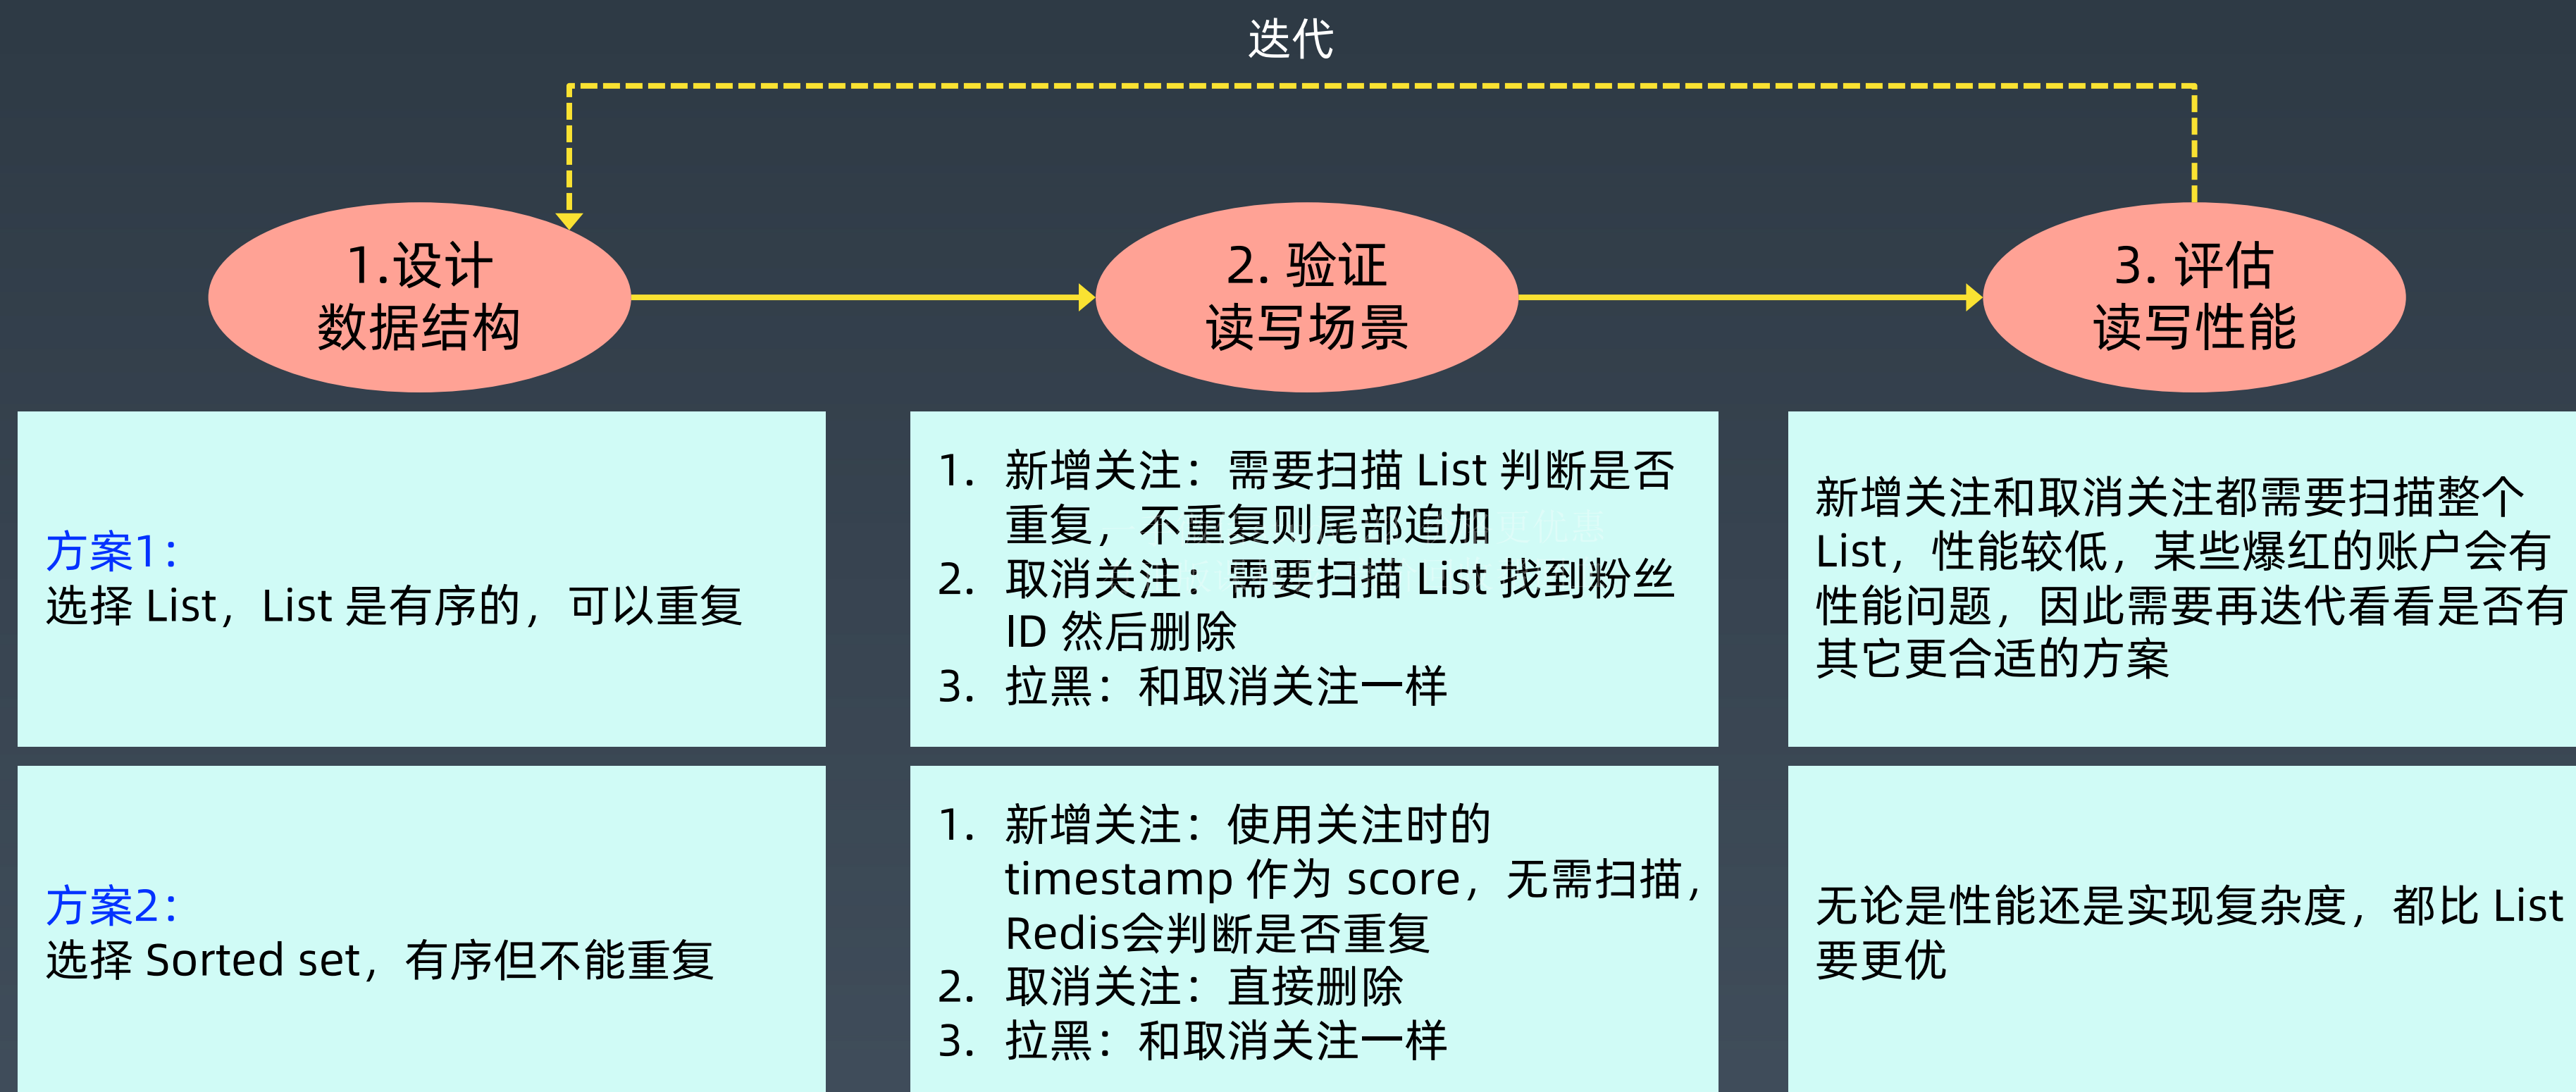 迭代
1.设计
数据结构
2. 验证
读写场景
3. 评估
读写性能
方案1：
选择 List，List 是有序的，可以重复
1. 新增关注：需要扫描 List 判断是否
重复，不重复则尾部追加
2. 取消关注：需要扫描 List 找到粉丝
ID 然后删除
3. 拉黑：和取消关注一样
新增关注和取消关注都需要扫描整个
List，性能较低，某些爆红的账户会有
性能问题，因此需要再迭代看看是否有
其它更合适的方案
方案2：
选择 Sorted set，有序但不能重复
1. 新增关注：使用关注时的
timestamp 作为 score，无需扫描，
Redis会判断是否重复
2. 取消关注：直接删除
3. 拉黑：和取消关注一样
无论是性能还是实现复杂度，都比 List
要更优